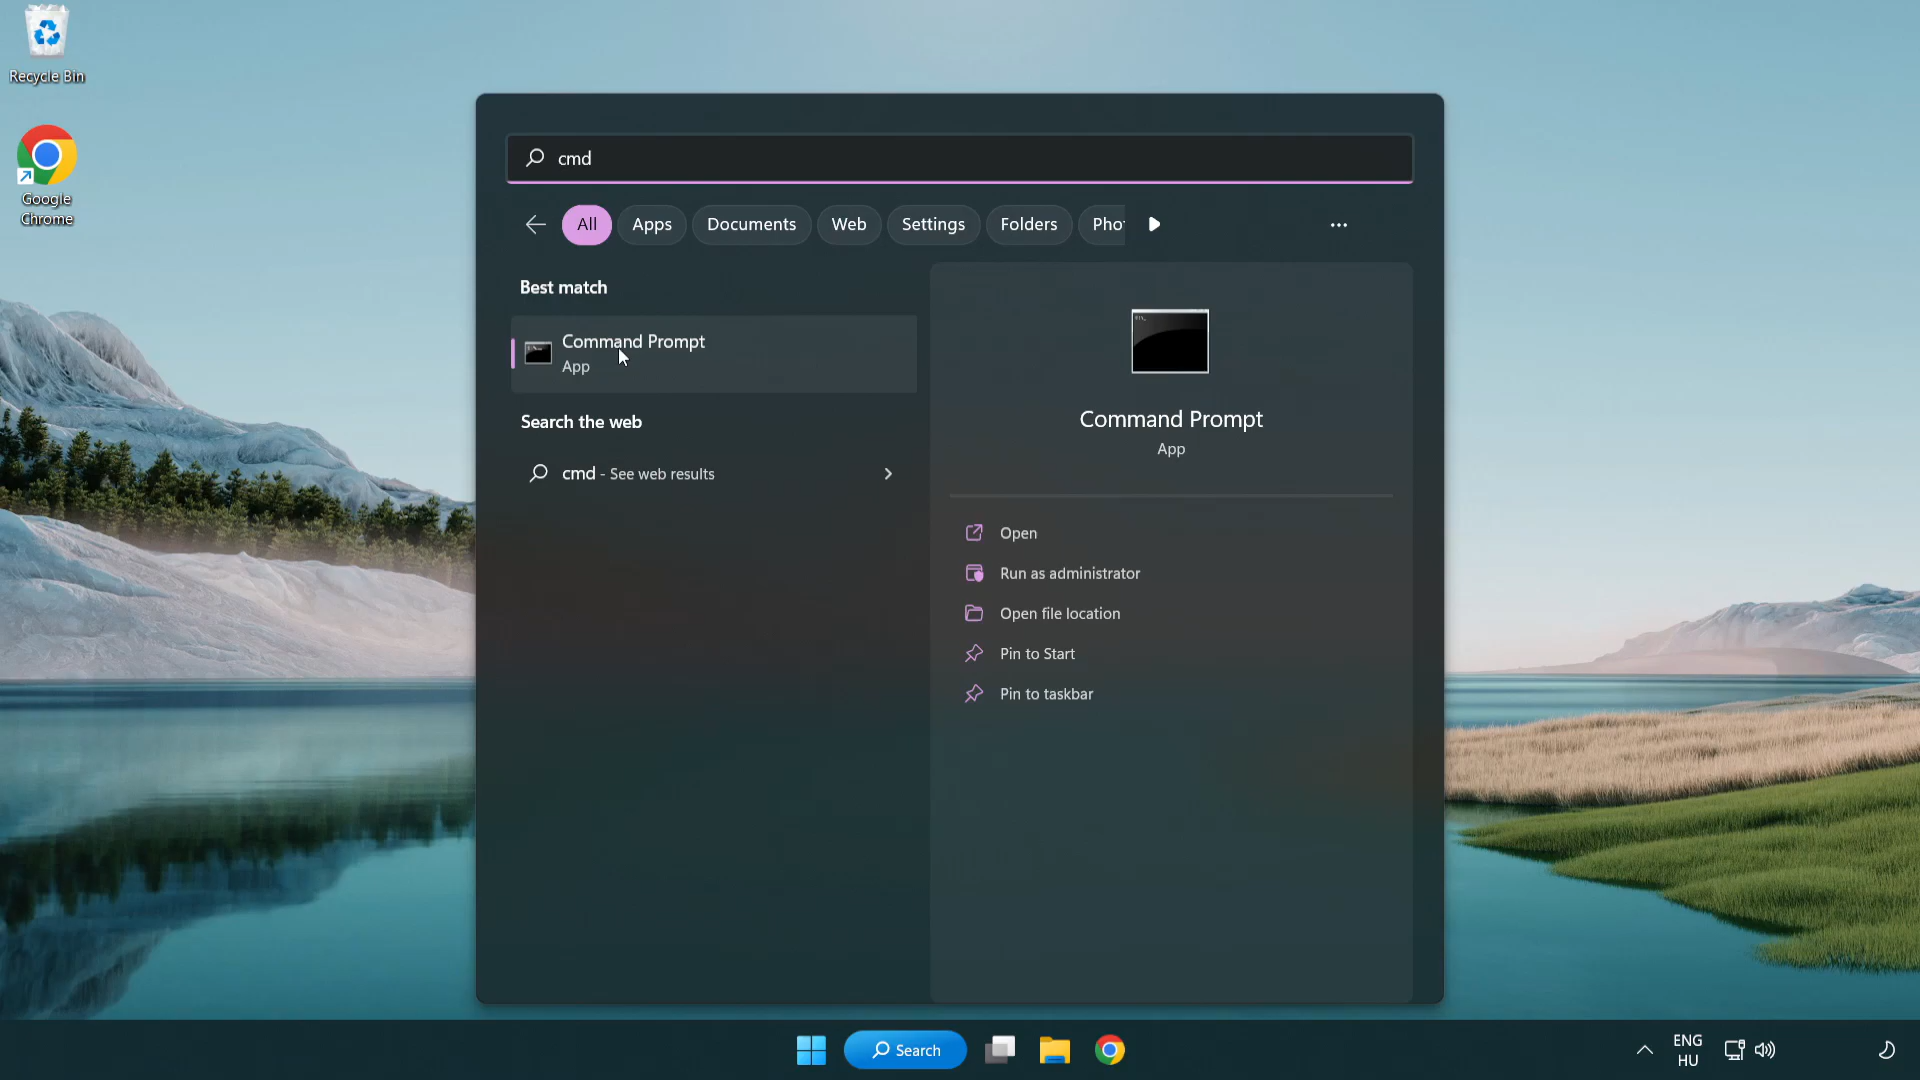 Recycle Bin
Google
Chrome
cmd
All
Apps
Documents
Web
Settings
Folders
Pho
Best match
Command Prompt
App
Search the web
cmd - See web results
Command Prompt
App
Open
Run as administrator
Open file location
Pin to Start
Pin to taskbar
Search
ENG
HU